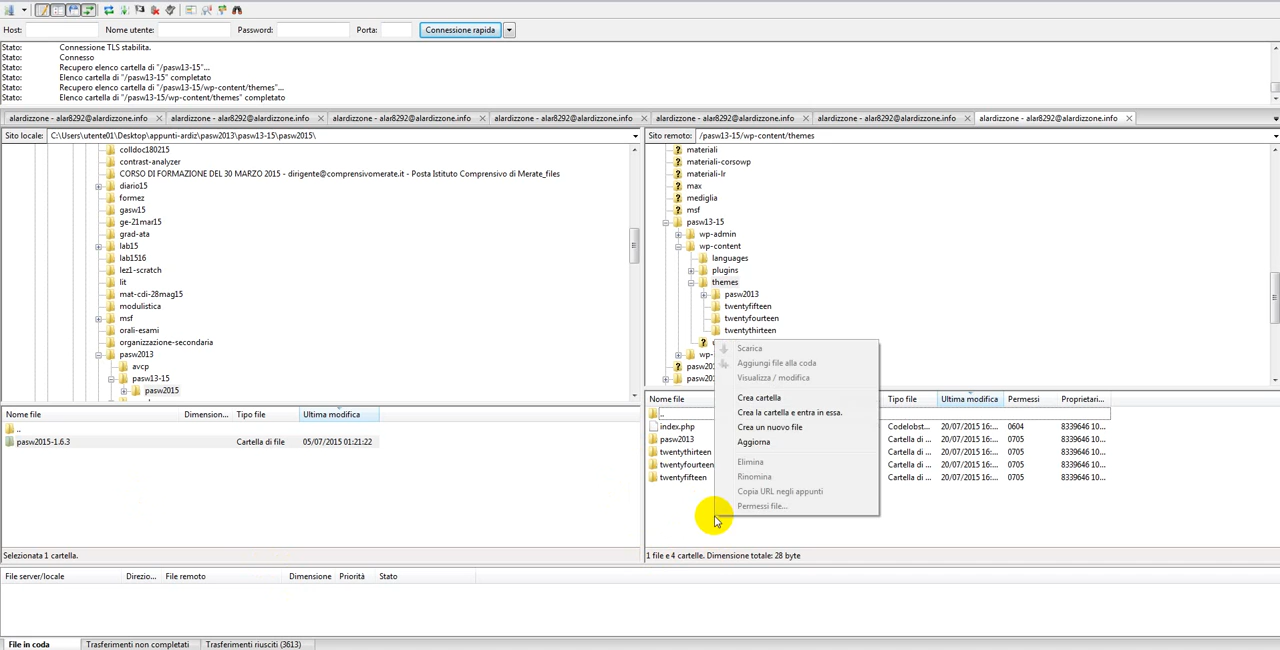 Host: Nome utente: Password: Porta: Connessione rapida
Stato: Connessione TLS stabilita.
Stato: Connesso
Stato: Recupero elenco cartella di "/pasw13-15"...
Stato: Elenco cartella di "/pasw13-15" completato
Stato: Recupero elenco cartella di "/pasw13-15/wp-content/themes"...
Stato: Elenco cartella di "/pasw13-15/wp-content/themes" completato
alardizzone - alar8292@alardizzone.info alardizzone - alar8292@alardizzone.info alardizzone - alar8292@alardizzone.info alardizzone - alar8292@alardizzone.info alardizzone - alar8292@alardizzone.info alardizzone - alar8292@alardizzone.info alardizzone - alar8292@alardizzone.info
Sito locale: C:\Users\utente01\Desktop\appunti-ardiz\pasw2013\pasw13-15\pasw2015\
colldoc180215
contrast-analyzer
CORSO DI FORMAZIONE DEL 30 MARZO 2015 - dirigente@comprensivomerate.it - Posta Istituto Comprensivo di Merate_files
diario15
formez
gasw15
ge-21mar15
grad-ata
lab15
lab1516
lez1-scratch
lit
mat-cdi-28mag15
modulistica
msf
orali-esami
organizzazione-secondaria
pasw2013
avcp
pasw13-15
pasw2015
Nome file Dimension... Tipo file Ultima modifica
..
pasw2015-1.6.3 Cartella di file 05/07/2015 01:21:22
Selezionata 1 cartella.
Sito remoto: /pasw13-15/wp-content/themes
materiali
materiali-corsowp
materiali-lr
max
mediglia
msf
pasw13-15
wp-admin
wp-content
languages
plugins
themes
pasw2013
twentyfifteen
twentyfourteen
twentythirteen
wp-
pasw2
pasw2
Scarica
Aggiungi file alla coda
Visualizza / modifica
Crea cartella
Crea la cartella e entra in essa.
Crea un nuovo file
Aggiorna
Elimina
Rinomina
Copia URL negli appunti
Permessi file...
Nome file Tipo file Ultima modifica Permessi Proprietari...
..
index.php Codelobst... 20/07/2015 16:... 0604 8339646 10...
pasw2013 Cartella di ... 20/07/2015 16:... 0705 8339646 10...
twentythirteen Cartella di ... 20/07/2015 16:... 0705 8339646 10...
twentyfourteen Cartella di ... 20/07/2015 16:... 0705 8339646 10...
twentyfifteen Cartella di ... 20/07/2015 16:... 0705 8339646 10...
1 file e 4 cartelle. Dimensione totale: 28 byte
File server/locale Direzio... File remoto Dimensione Priorità Stato
File in coda Trasferimenti non completati Trasferimenti riusciti (3613)